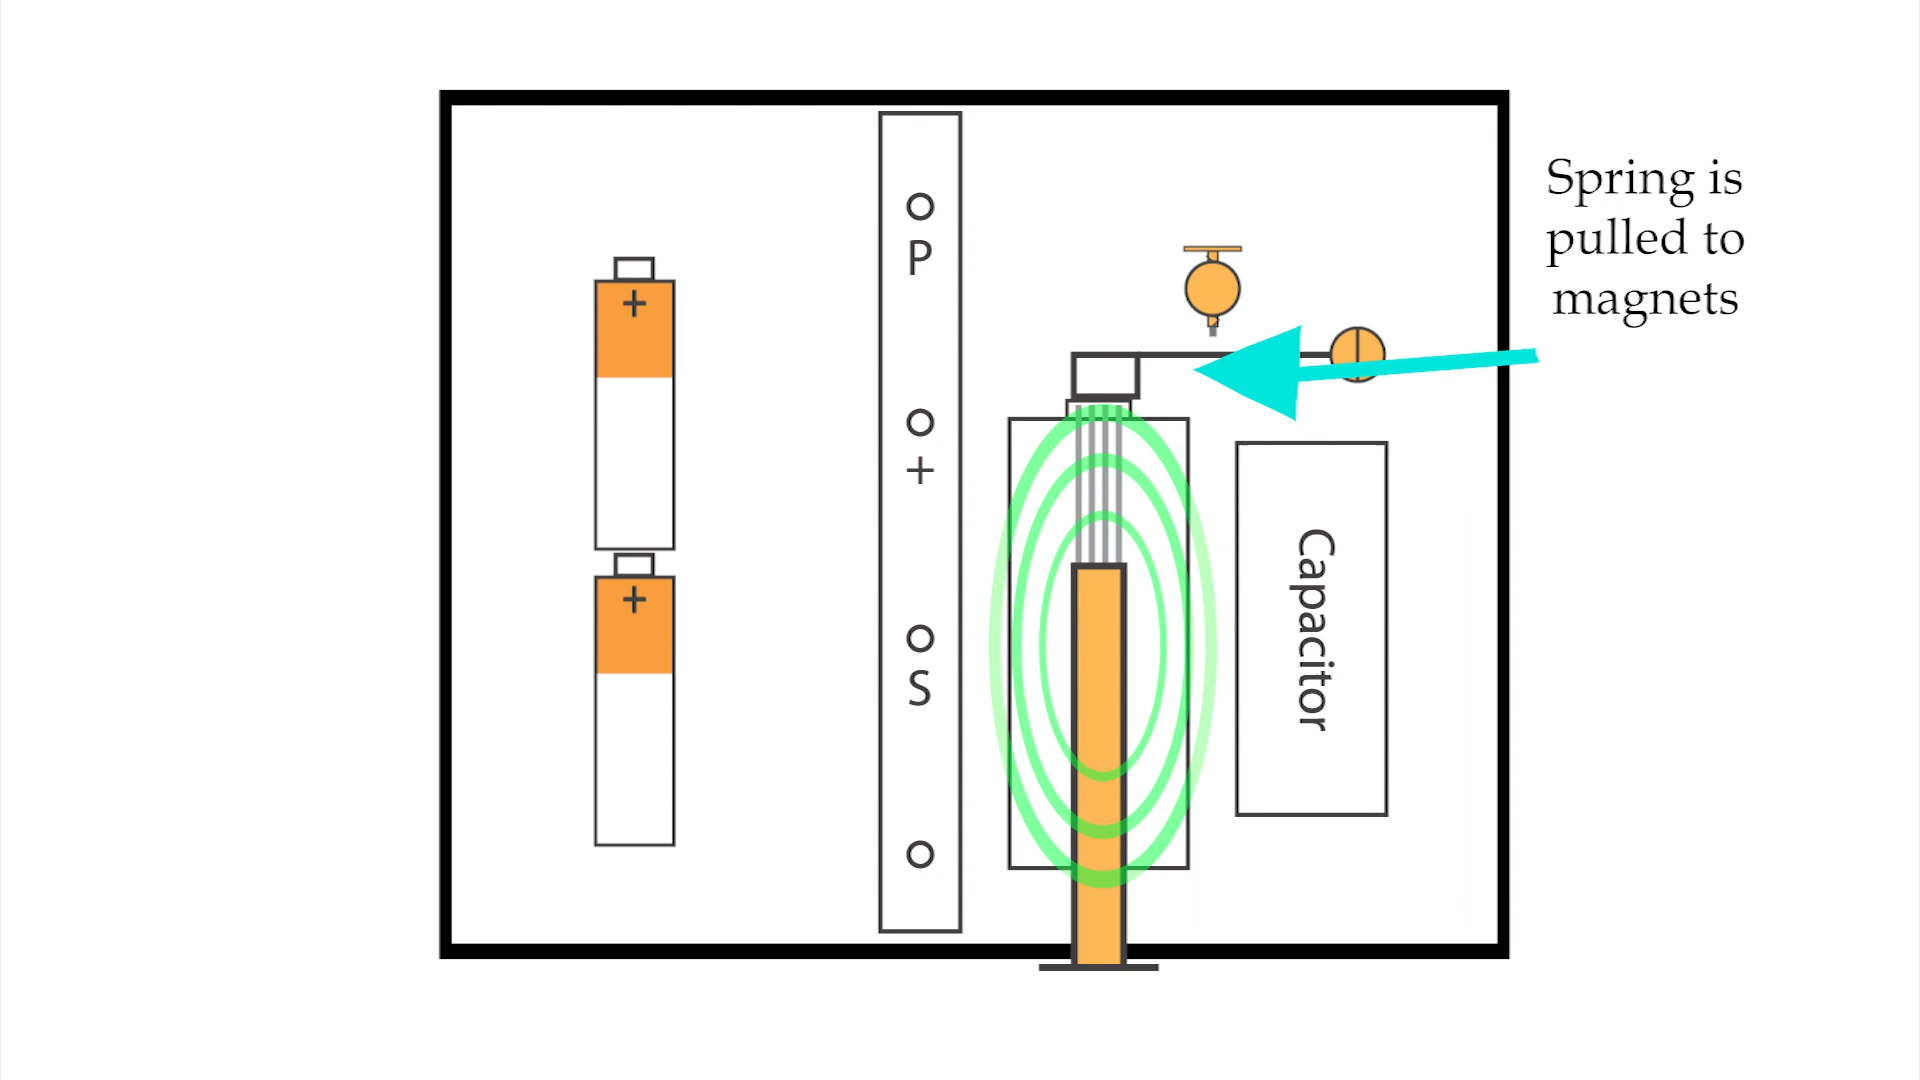 Spring is
pulled to
magnets
P
+
S
+
+
Capacitor